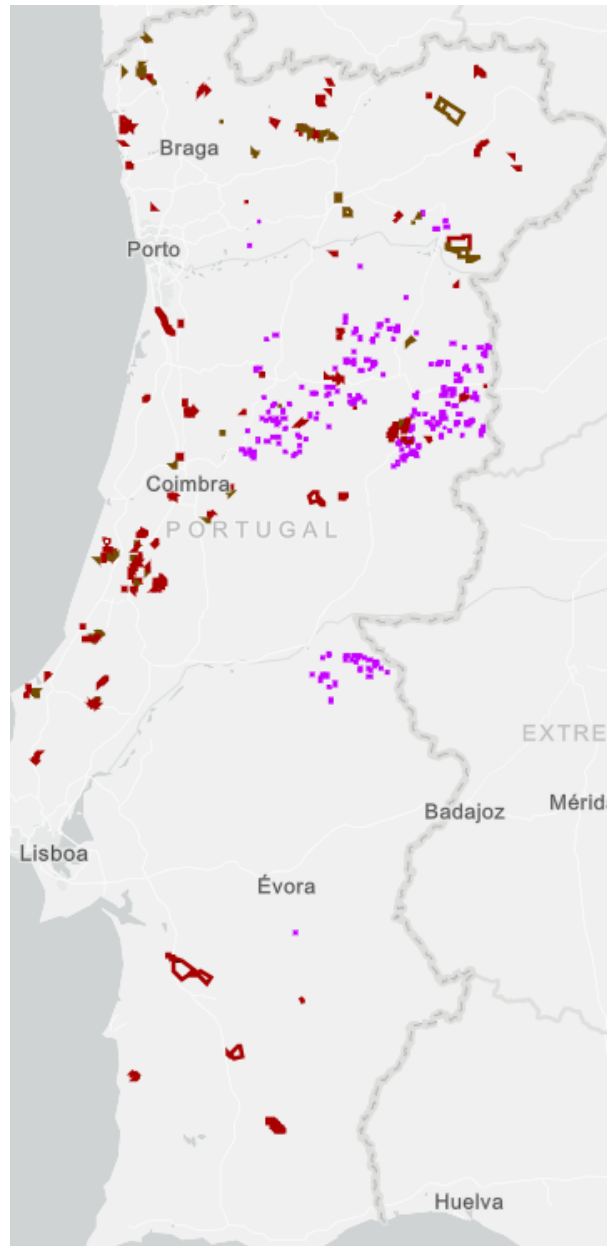 Braga
Porto
Coimbra
PORTUGAL
EXTRE
Badajoz
Mérida
Lisboa
Évora
Huelva